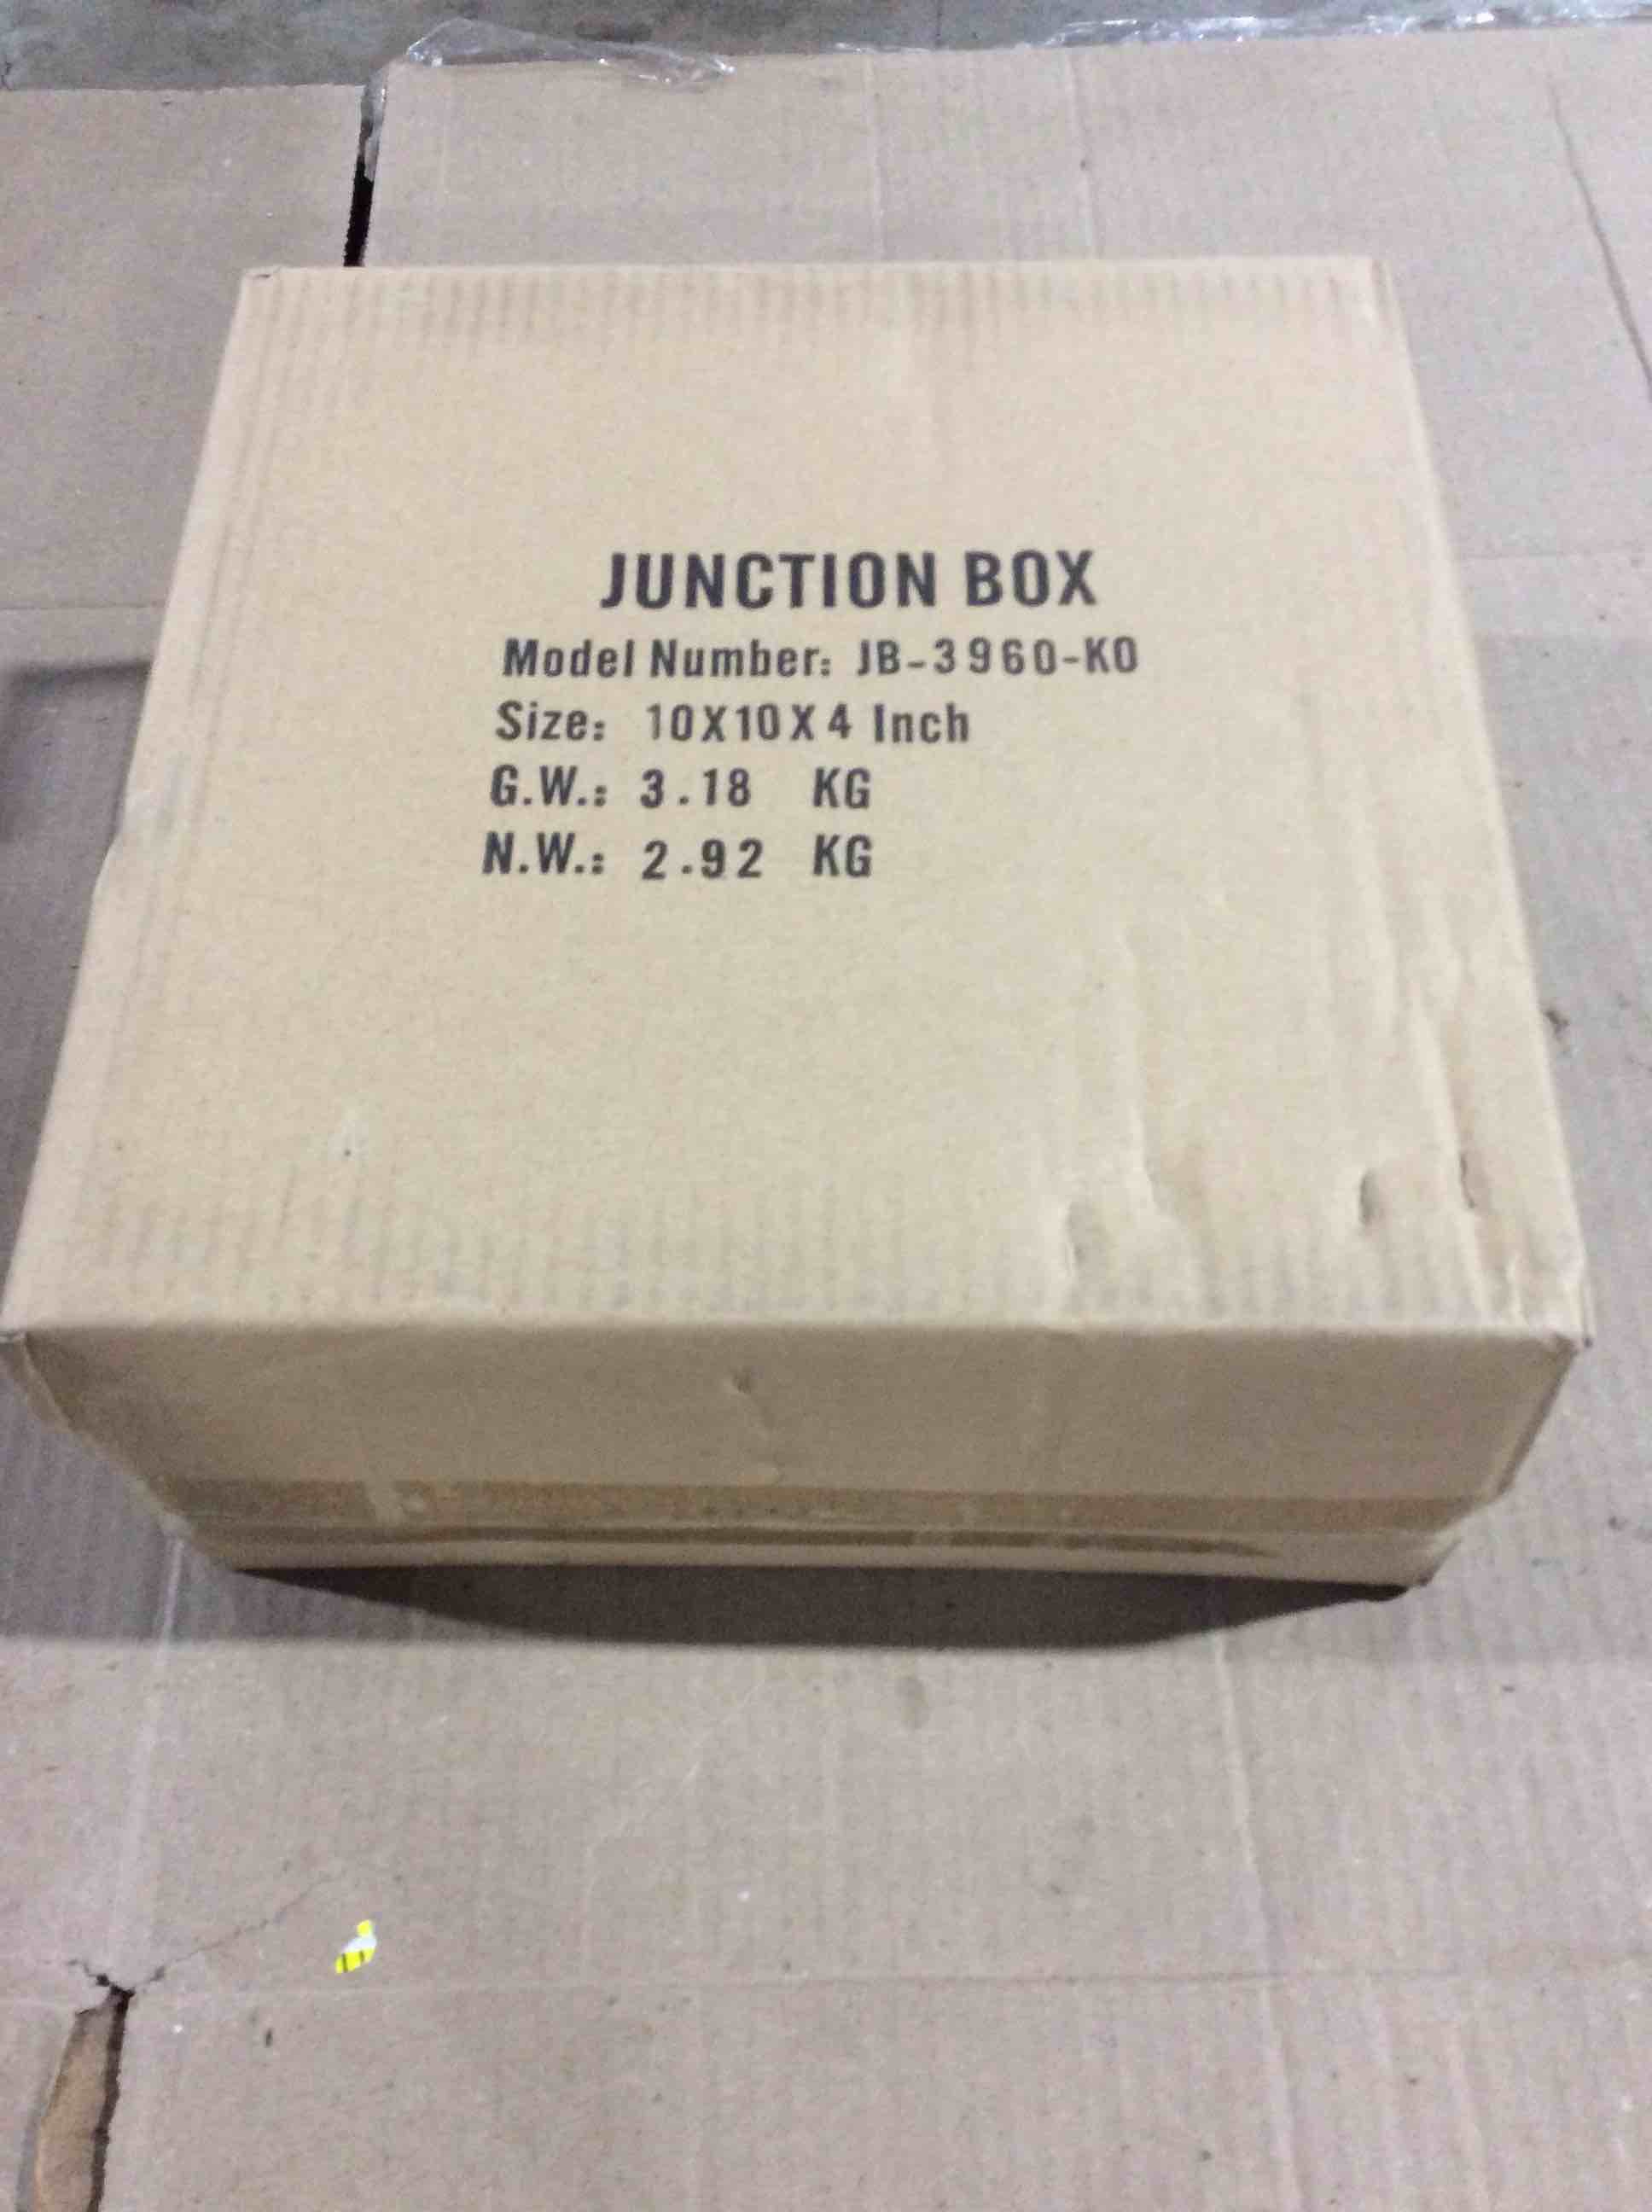 JUNCTION BOX
Model Number: JB-3960-KO
Size: 10X10X4 Inch
G.W.: 3.18 KG
N.W.: 2.92 KG